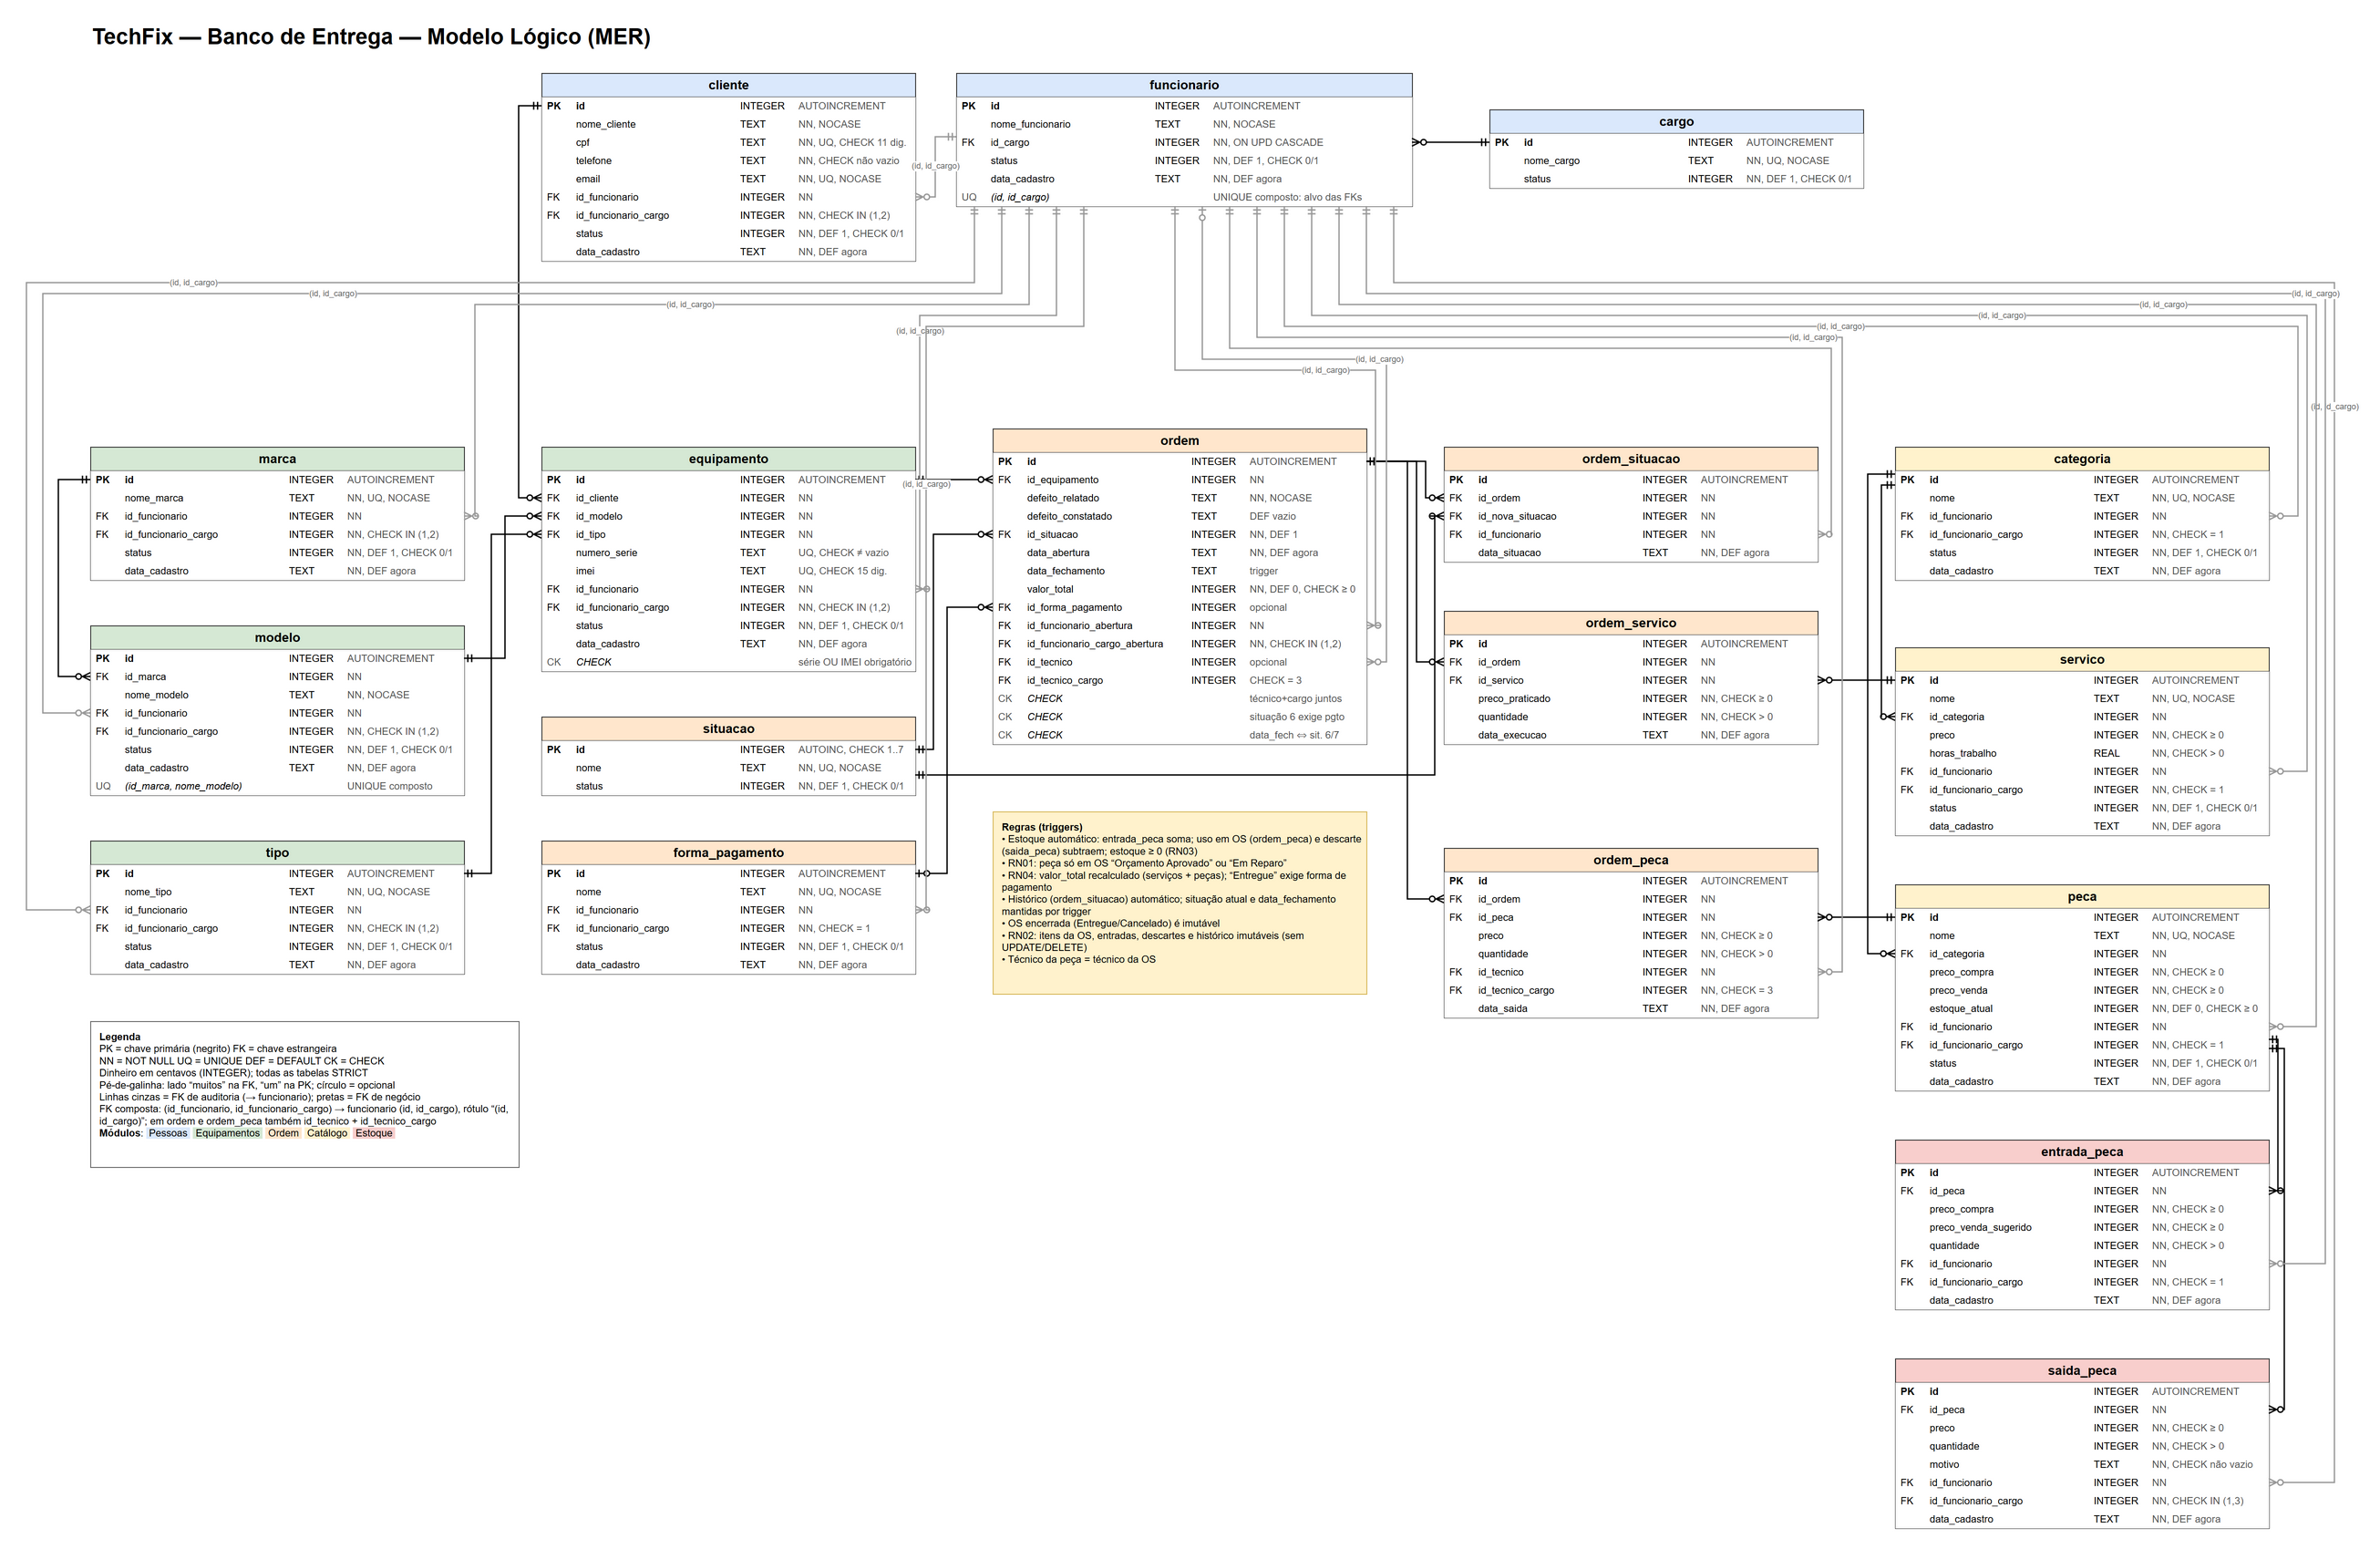 TechFix — Banco de Entrega — Modelo Lógico (MER)
cliente
PK id INTEGER AUTOINCREMENT
nome_cliente TEXT NN, NOCASE
cpf TEXT NN, UQ, CHECK 11 dig.
telefone TEXT NN, CHECK não vazio
email TEXT NN, UQ, NOCASE
FK id_funcionario INTEGER NN
FK id_funcionario_cargo INTEGER NN, CHECK IN (1,2)
status INTEGER NN, DEF 1, CHECK 0/1
data_cadastro TEXT NN, DEF agora
(id, id_cargo)
funcionario
PK id INTEGER AUTOINCREMENT
nome_funcionario TEXT NN, NOCASE
FK id_cargo INTEGER NN, ON UPD CASCADE
status INTEGER NN, DEF 1, CHECK 0/1
data_cadastro TEXT NN, DEF agora
UQ (id, id_cargo) UNIQUE composto: alvo das FKs
cargo
PK id INTEGER AUTOINCREMENT
nome_cargo TEXT NN, UQ, NOCASE
status INTEGER NN, DEF 1, CHECK 0/1
(id, id_cargo)
(id, id_cargo)
(id, id_cargo)
(id, id_cargo)
(id, id_cargo)
(id, id_cargo)
(id, id_cargo)
(id, id_cargo)
(id, id_cargo)
(id, id_cargo)
(id, id_cargo)
(id, id_cargo)
(id, id_cargo)
marca
PK id INTEGER AUTOINCREMENT
nome_marca TEXT NN, UQ, NOCASE
FK id_funcionario INTEGER NN
FK id_funcionario_cargo INTEGER NN, CHECK IN (1,2)
status INTEGER NN, DEF 1, CHECK 0/1
data_cadastro TEXT NN, DEF agora
modelo
PK id INTEGER AUTOINCREMENT
FK id_marca INTEGER NN
nome_modelo TEXT NN, NOCASE
FK id_funcionario INTEGER NN
FK id_funcionario_cargo INTEGER NN, CHECK IN (1,2)
status INTEGER NN, DEF 1, CHECK 0/1
data_cadastro TEXT NN, DEF agora
UQ (id_marca, nome_modelo) UNIQUE composto
tipo
PK id INTEGER AUTOINCREMENT
nome_tipo TEXT NN, UQ, NOCASE
FK id_funcionario INTEGER NN
FK id_funcionario_cargo INTEGER NN, CHECK IN (1,2)
status INTEGER NN, DEF 1, CHECK 0/1
data_cadastro TEXT NN, DEF agora
equipamento
PK id INTEGER AUTOINCREMENT
FK id_cliente INTEGER NN
FK id_modelo INTEGER NN
FK id_tipo INTEGER NN
numero_serie TEXT UQ, CHECK ≠ vazio
imei TEXT UQ, CHECK 15 dig.
FK id_funcionario INTEGER NN
FK id_funcionario_cargo INTEGER NN, CHECK IN (1,2)
status INTEGER NN, DEF 1, CHECK 0/1
data_cadastro TEXT NN, DEF agora
CK CHECK série OU IMEI obrigatório
situacao
PK id INTEGER AUTOINC, CHECK 1..7
nome TEXT NN, UQ, NOCASE
status INTEGER NN, DEF 1, CHECK 0/1
forma_pagamento
PK id INTEGER AUTOINCREMENT
nome TEXT NN, UQ, NOCASE
FK id_funcionario INTEGER NN
FK id_funcionario_cargo INTEGER NN, CHECK = 1
status INTEGER NN, DEF 1, CHECK 0/1
data_cadastro TEXT NN, DEF agora
ordem
PK id INTEGER AUTOINCREMENT
FK id_equipamento INTEGER NN
defeito_relatado TEXT NN, NOCASE
defeito_constatado TEXT DEF vazio
FK id_situacao INTEGER NN, DEF 1
data_abertura TEXT NN, DEF agora
data_fechamento TEXT trigger
valor_total INTEGER NN, DEF 0, CHECK ≥ 0
FK id_forma_pagamento INTEGER opcional
FK id_funcionario_abertura INTEGER NN
FK id_funcionario_cargo_abertura INTEGER NN, CHECK IN (1,2)
FK id_tecnico INTEGER opcional
FK id_tecnico_cargo INTEGER CHECK = 3
CK CHECK técnico+cargo juntos
CK CHECK situação 6 exige pgto
CK CHECK data_fech ⇔ sit. 6/7
Regras (triggers)
• Estoque automático: entrada_peca soma; uso em OS (ordem_peca) e descarte
(saida_peca) subtraem; estoque ≥ 0 (RN03)
• RN01: peça só em OS “Orçamento Aprovado” ou “Em Reparo”
• RN04: valor_total recalculado (serviços + peças); “Entregue” exige forma de
pagamento
• Histórico (ordem_situacao) automático; situação atual e data_fechamento
mantidas por trigger
• OS encerrada (Entregue/Cancelado) é imutável
• RN02: itens da OS, entradas, descartes e histórico imutáveis (sem
UPDATE/DELETE)
• Técnico da peça = técnico da OS
ordem_situacao
PK id INTEGER AUTOINCREMENT
FK id_ordem INTEGER NN
FK id_nova_situacao INTEGER NN
FK id_funcionario INTEGER NN
data_situacao TEXT NN, DEF agora
ordem_servico
PK id INTEGER AUTOINCREMENT
FK id_ordem INTEGER NN
FK id_servico INTEGER NN
preco_praticado INTEGER NN, CHECK ≥ 0
quantidade INTEGER NN, CHECK > 0
data_execucao TEXT NN, DEF agora
ordem_peca
PK id INTEGER AUTOINCREMENT
FK id_ordem INTEGER NN
FK id_peca INTEGER NN
preco INTEGER NN, CHECK ≥ 0
quantidade INTEGER NN, CHECK > 0
FK id_tecnico INTEGER NN
FK id_tecnico_cargo INTEGER NN, CHECK = 3
data_saida TEXT NN, DEF agora
categoria
PK id INTEGER AUTOINCREMENT
nome TEXT NN, UQ, NOCASE
FK id_funcionario INTEGER NN
FK id_funcionario_cargo INTEGER NN, CHECK = 1
status INTEGER NN, DEF 1, CHECK 0/1
data_cadastro TEXT NN, DEF agora
servico
PK id INTEGER AUTOINCREMENT
nome TEXT NN, UQ, NOCASE
FK id_categoria INTEGER NN
preco INTEGER NN, CHECK ≥ 0
horas_trabalho REAL NN, CHECK > 0
FK id_funcionario INTEGER NN
FK id_funcionario_cargo INTEGER NN, CHECK = 1
status INTEGER NN, DEF 1, CHECK 0/1
data_cadastro TEXT NN, DEF agora
peca
PK id INTEGER AUTOINCREMENT
nome TEXT NN, UQ, NOCASE
FK id_categoria INTEGER NN
preco_compra INTEGER NN, CHECK ≥ 0
preco_venda INTEGER NN, CHECK ≥ 0
estoque_atual INTEGER NN, DEF 0, CHECK ≥ 0
FK id_funcionario INTEGER NN
FK id_funcionario_cargo INTEGER NN, CHECK = 1
status INTEGER NN, DEF 1, CHECK 0/1
data_cadastro TEXT NN, DEF agora
entrada_peca
PK id INTEGER AUTOINCREMENT
FK id_peca INTEGER NN
preco_compra INTEGER NN, CHECK ≥ 0
preco_venda_sugerido INTEGER NN, CHECK ≥ 0
quantidade INTEGER NN, CHECK > 0
FK id_funcionario INTEGER NN
FK id_funcionario_cargo INTEGER NN, CHECK = 1
data_cadastro TEXT NN, DEF agora
saida_peca
PK id INTEGER AUTOINCREMENT
FK id_peca INTEGER NN
preco INTEGER NN, CHECK ≥ 0
quantidade INTEGER NN, CHECK > 0
motivo TEXT NN, CHECK não vazio
FK id_funcionario INTEGER NN
FK id_funcionario_cargo INTEGER NN, CHECK IN (1,3)
data_cadastro TEXT NN, DEF agora
Legenda
PK = chave primária (negrito) FK = chave estrangeira
NN = NOT NULL UQ = UNIQUE DEF = DEFAULT CK = CHECK
Dinheiro em centavos (INTEGER); todas as tabelas STRICT
Pé-de-galinha: lado “muitos” na FK, “um” na PK; círculo = opcional
Linhas cinzas = FK de auditoria (→ funcionario); pretas = FK de negócio
FK composta: (id_funcionario, id_funcionario_cargo) → funcionario (id, id_cargo), rótulo “(id,
id_cargo)”; em ordem e ordem_peca também id_tecnico + id_tecnico_cargo
Módulos: Pessoas Equipamentos Ordem Catálogo Estoque